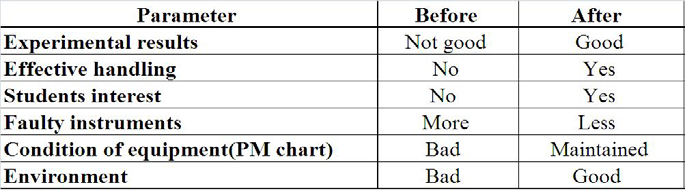 Parameter Before After
Experimental results Not good Good
Effective handling No Yes
Students interest No Yes
Faulty instruments More Less
Condition of equipment(PM chart) Bad Maintained
Environment Bad Good